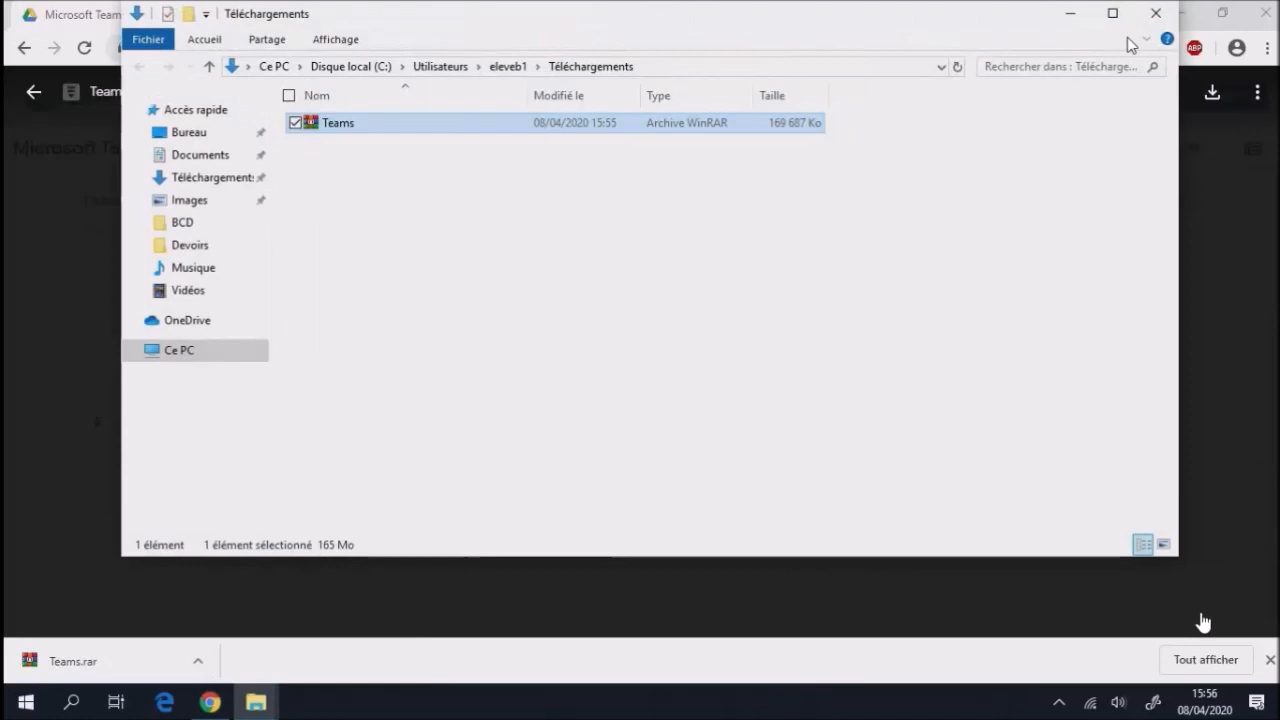 Microsoft Team
Téléchargements
Fichier
Accueil
Partage
Affichage
ABP
Ce PC
Disque local (C:)
Utilisateurs
eleveb1
Téléchargements
Rechercher dans : Télécharge...
Team
Accès rapide
Nom
Modifié le
Type
Taille
Teams
08/04/2020 15:55
Archive WinRAR
169 687 Ko
Bureau
Documents
Téléchargement:
Images
BCD
Devoirs
Musique
Vidéos
OneDrive
Ce PC
Microsoft Te
1 élément
1 élément sélectionné 165 Mo
Teams.rar
Tout afficher
15:56
08/04/2020